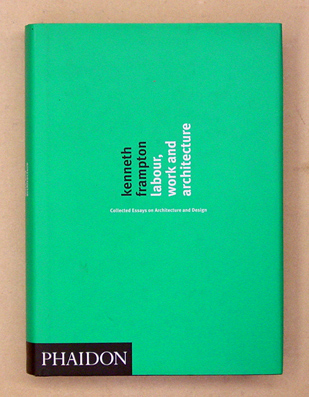 kenneth
frampton
labour,
work and
architecture
Collected Essays on Architecture and Design
PHAIDON